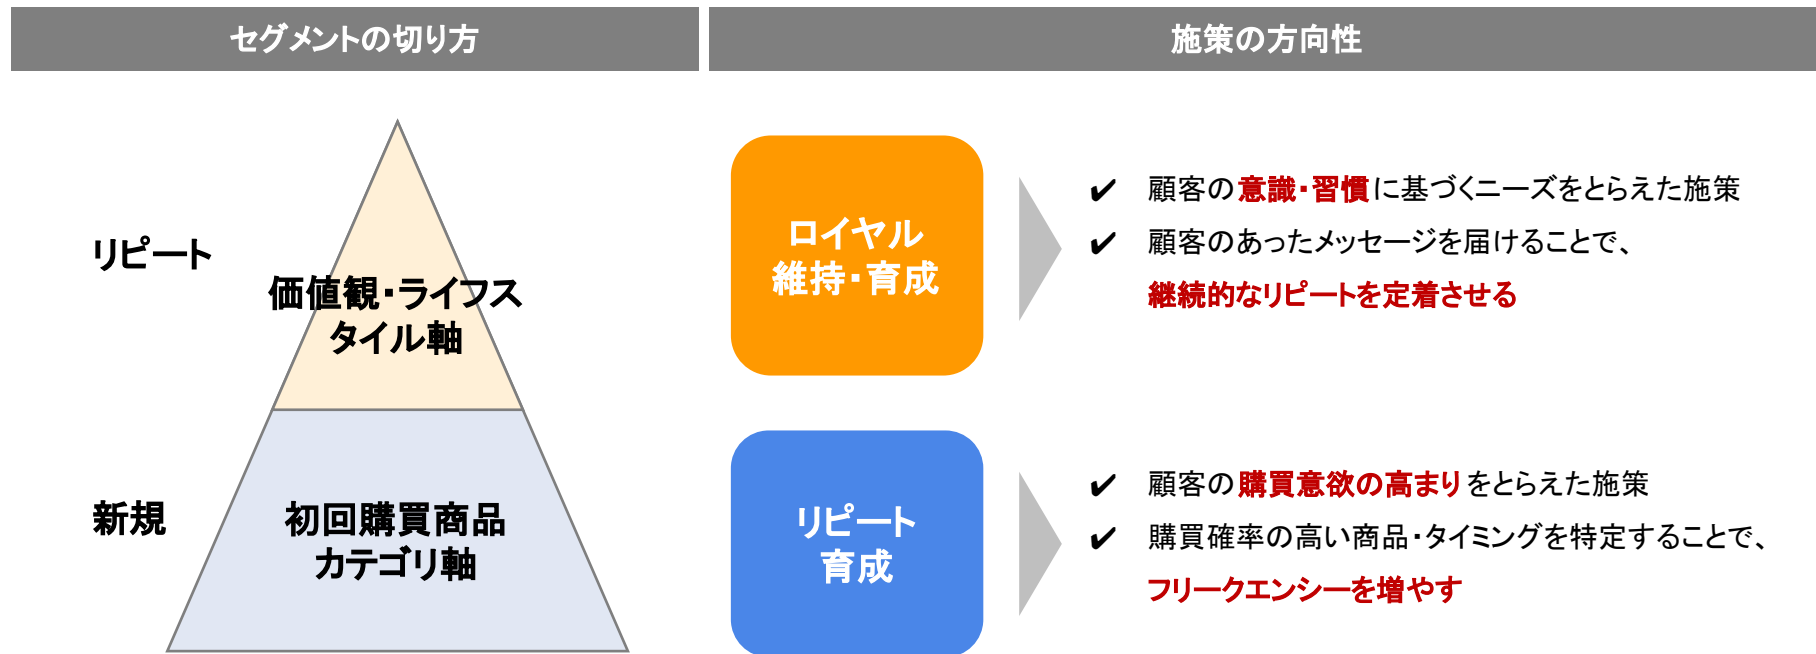 セグメントの切り方
施策の方向性
リピート
価値観・ライフス
タイル軸
ロイヤル
維持・育成
✔ 顧客の意識・習慣に基づくニーズをとらえた施策
✔ 顧客のあったメッセージを届けることで、
継続的なリピートを定着させる
新規
初回購買商品
カテゴリ軸
リピート
育成
✔ 顧客の購買意欲の高まりをとらえた施策
✔ 購買確率の高い商品・タイミングを特定することで、
フリークエンシーを増やす